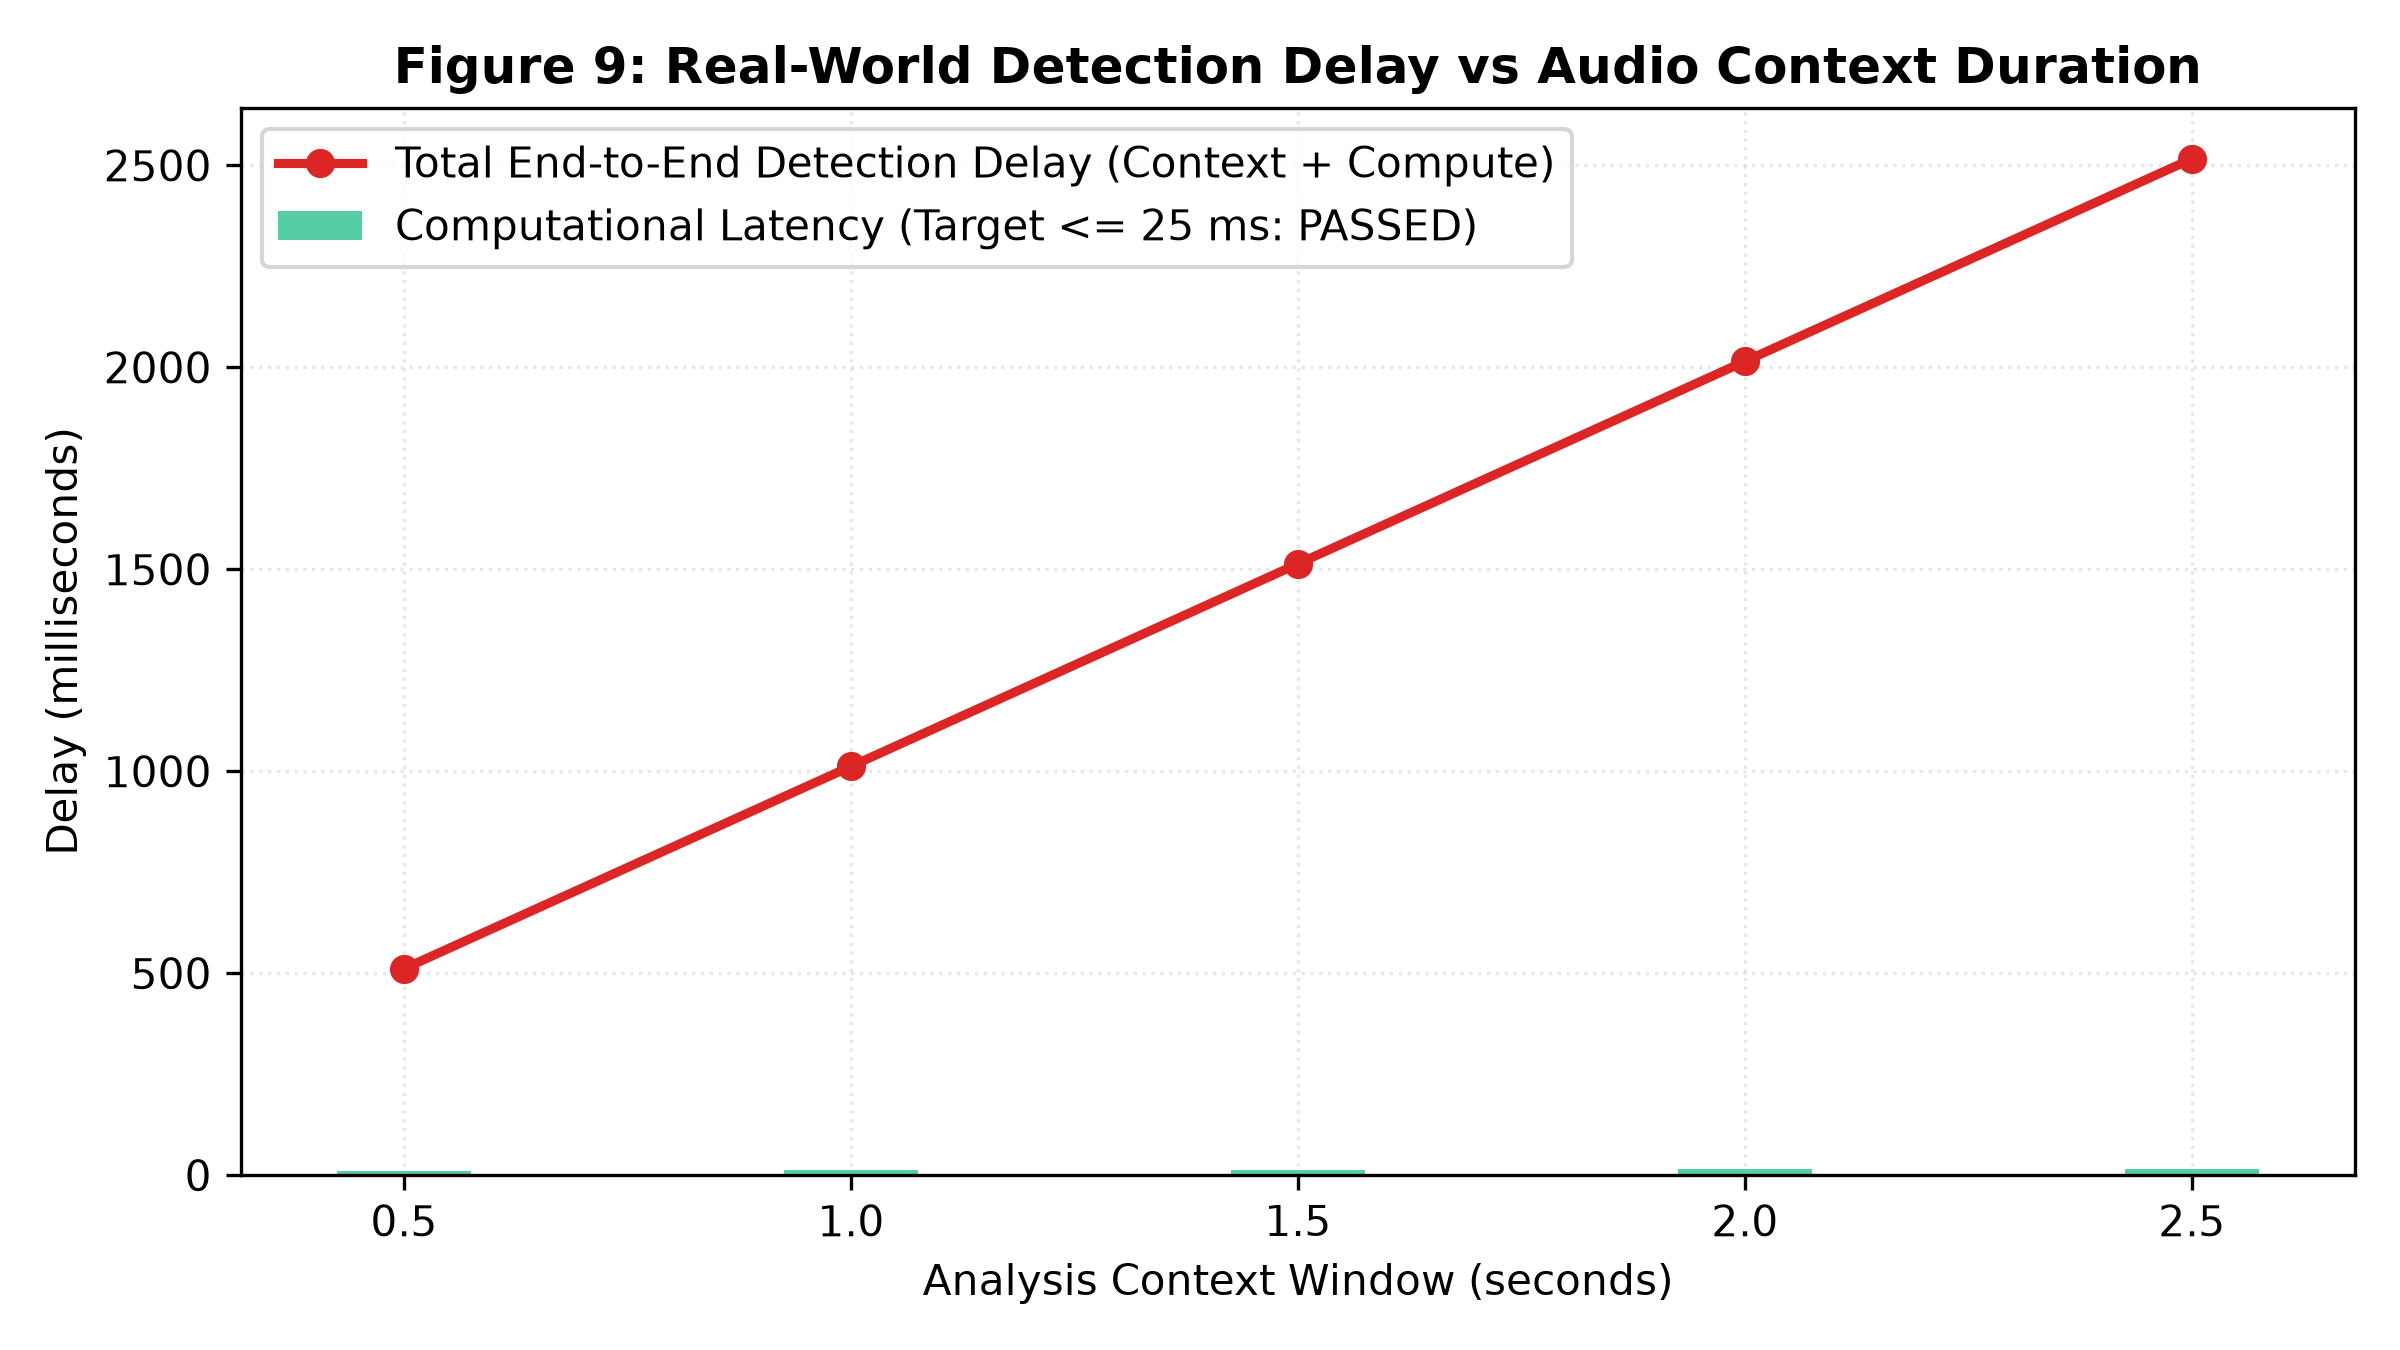 Figure 9: Real-World Detection Delay vs Audio Context Duration
Total End-to-End Detection Delay (Context + Compute)
Computational Latency (Target <= 25 ms: PASSED)
Delay (milliseconds)
2500
2000
1500
1000
500
0
0.5 1.0 1.5 2.0 2.5
Analysis Context Window (seconds)